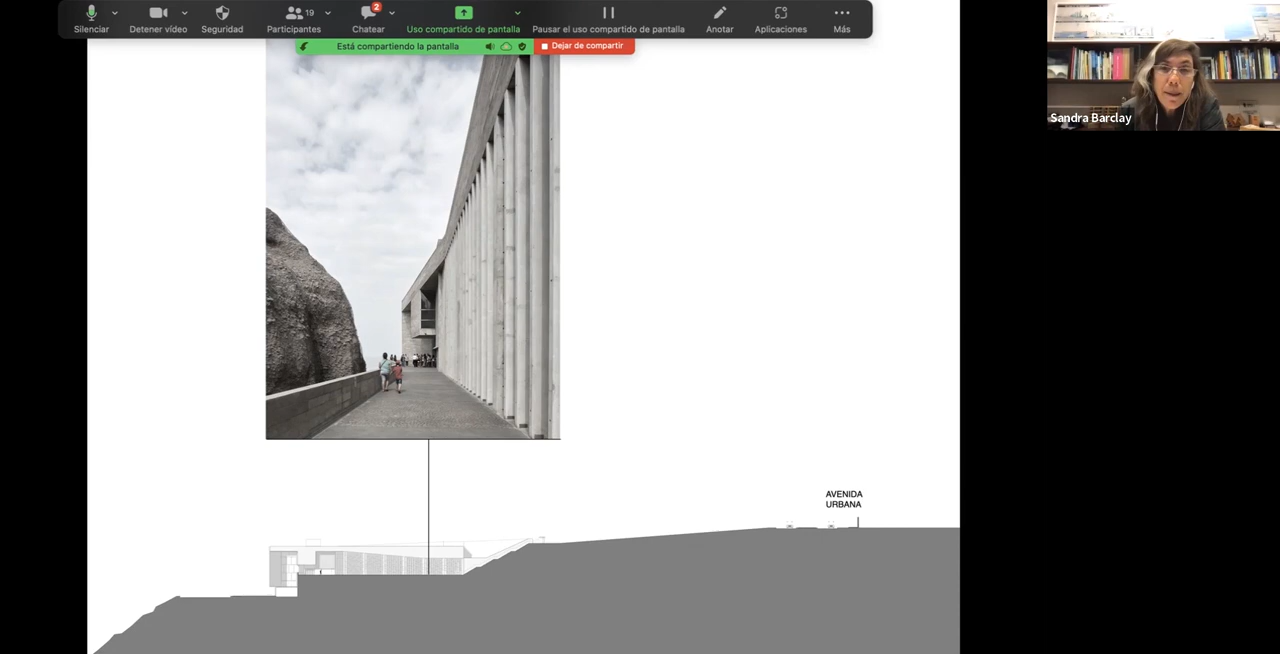 Silenciar
Detener vídeo
Seguridad
19
Participantes
2
Chatear
Uso compartido de pantalla
Pausar el uso compartido de pantalla
Anotar
Aplicaciones
Más
Está compartiendo la pantalla
Dejar de compartir
Sandra Barclay
AVENIDA
URBANA